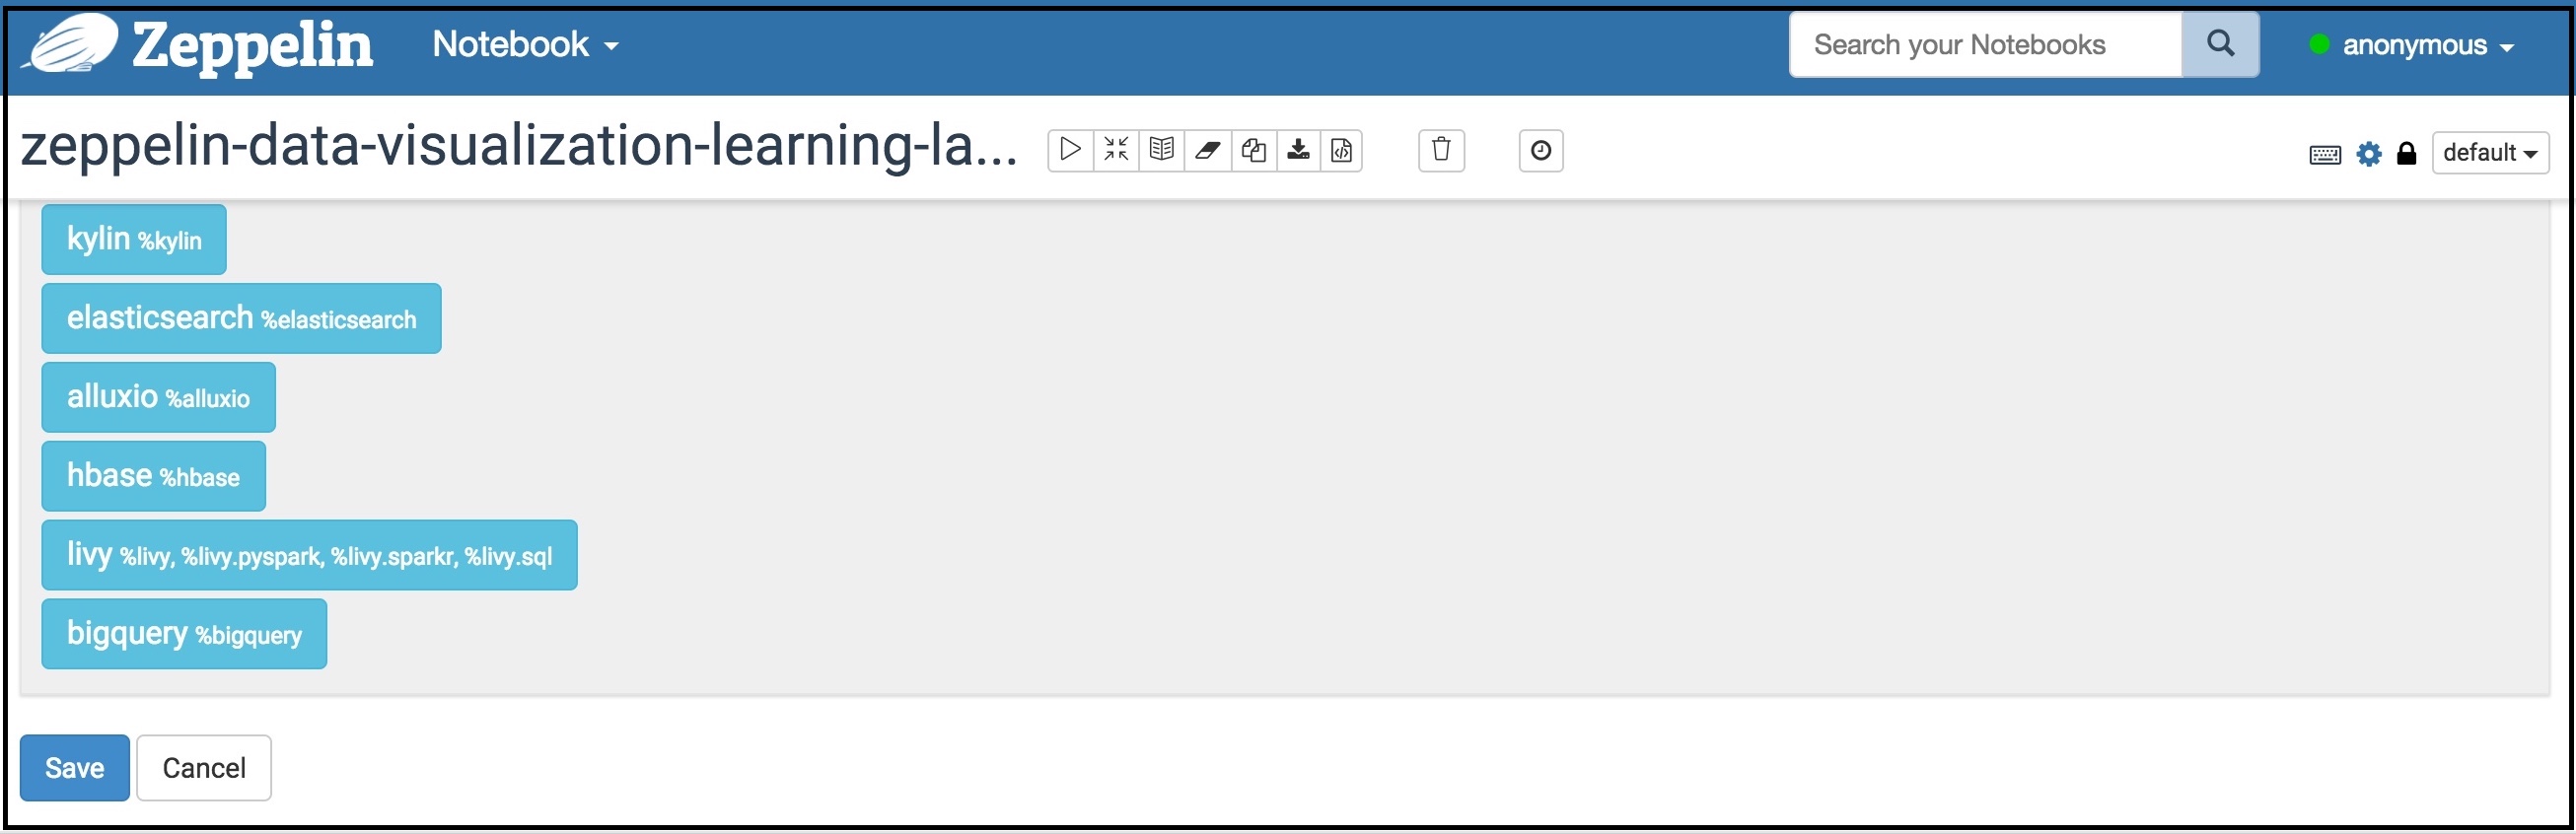 Zeppelin Notebook Search your Notebooks anonymous
zeppelin-data-visualization-learning-la... default
kylin %kylin
elasticsearch %elasticsearch
alluxio %alluxio
hbase %hbase
livy %livy, %livy.pyspark, %livy.sparkr, %livy.sql
bigquery %bigquery
Save Cancel